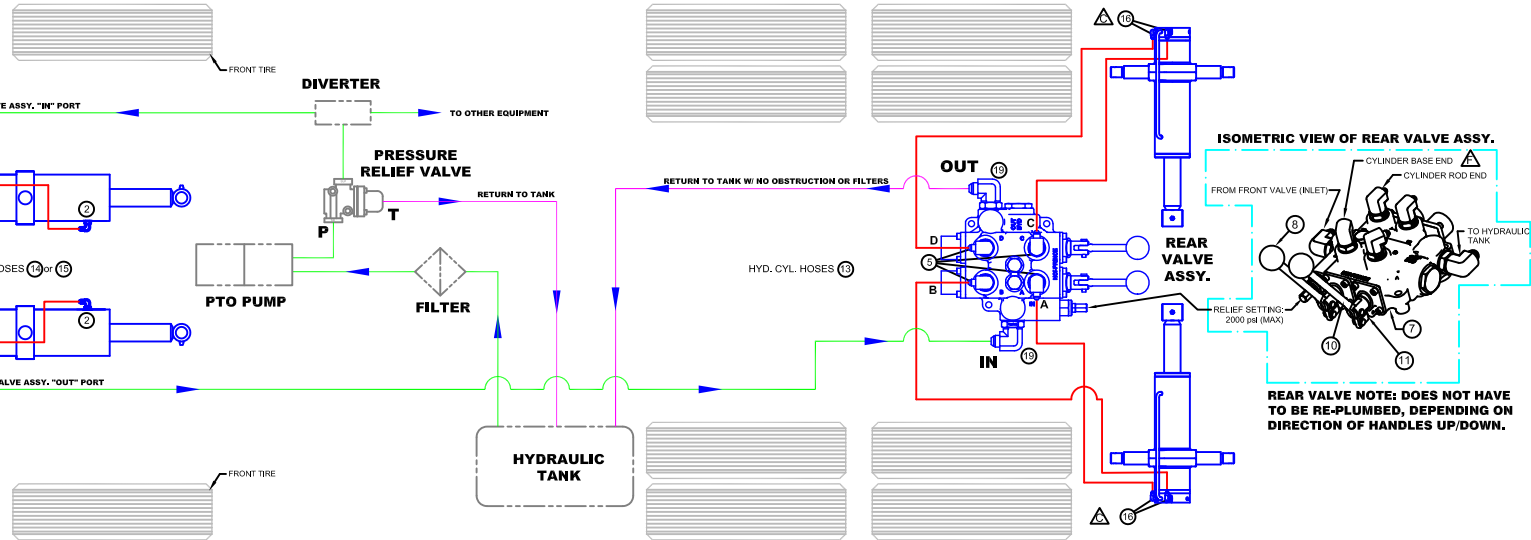 FRONT TIRE
DIVERTER
VE ASSY. "IN" PORT
TO OTHER EQUIPMENT
PRESSURE
RELIEF VALVE
RETURN TO TANK
T
P
2
OSES 14 or 15
PTO PUMP
FILTER
2
VALVE ASSY. "OUT" PORT
HYDRAULIC
TANK
FRONT TIRE
C 16
OUT
19
RETURN TO TANK W/ NO OBSTRUCTION OR FILTERS
OUT
C
D
5
HYD. CYL. HOSES 13
B
B A
A
REAR
VALVE
ASSY.
IN
19
C 16
ISOMETRIC VIEW OF REAR VALVE ASSY.
CYLINDER BASE END F
CYLINDER ROD END
FROM FRONT VALVE (INLET)
8
TO HYDRAULIC
TANK
RELIEF SETTING:
2000 psi (MAX)
7
10
11
REAR VALVE NOTE: DOES NOT HAVE
TO BE RE-PLUMBED, DEPENDING ON
DIRECTION OF HANDLES UP/DOWN.